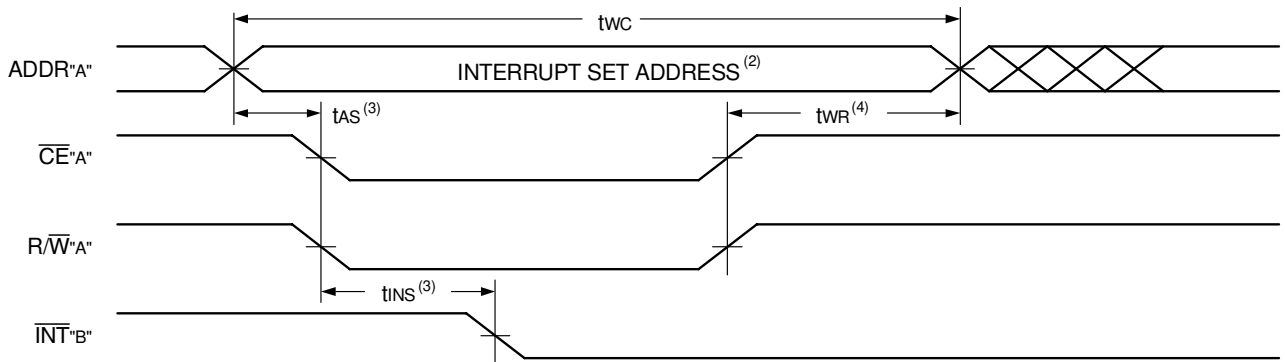 tWC
ADDR"A"
INTERRUPT SET ADDRESS(2)
tAS(3)
tWR(4)
CE"A"
R/W"A"
tINS(3)
INT"B"